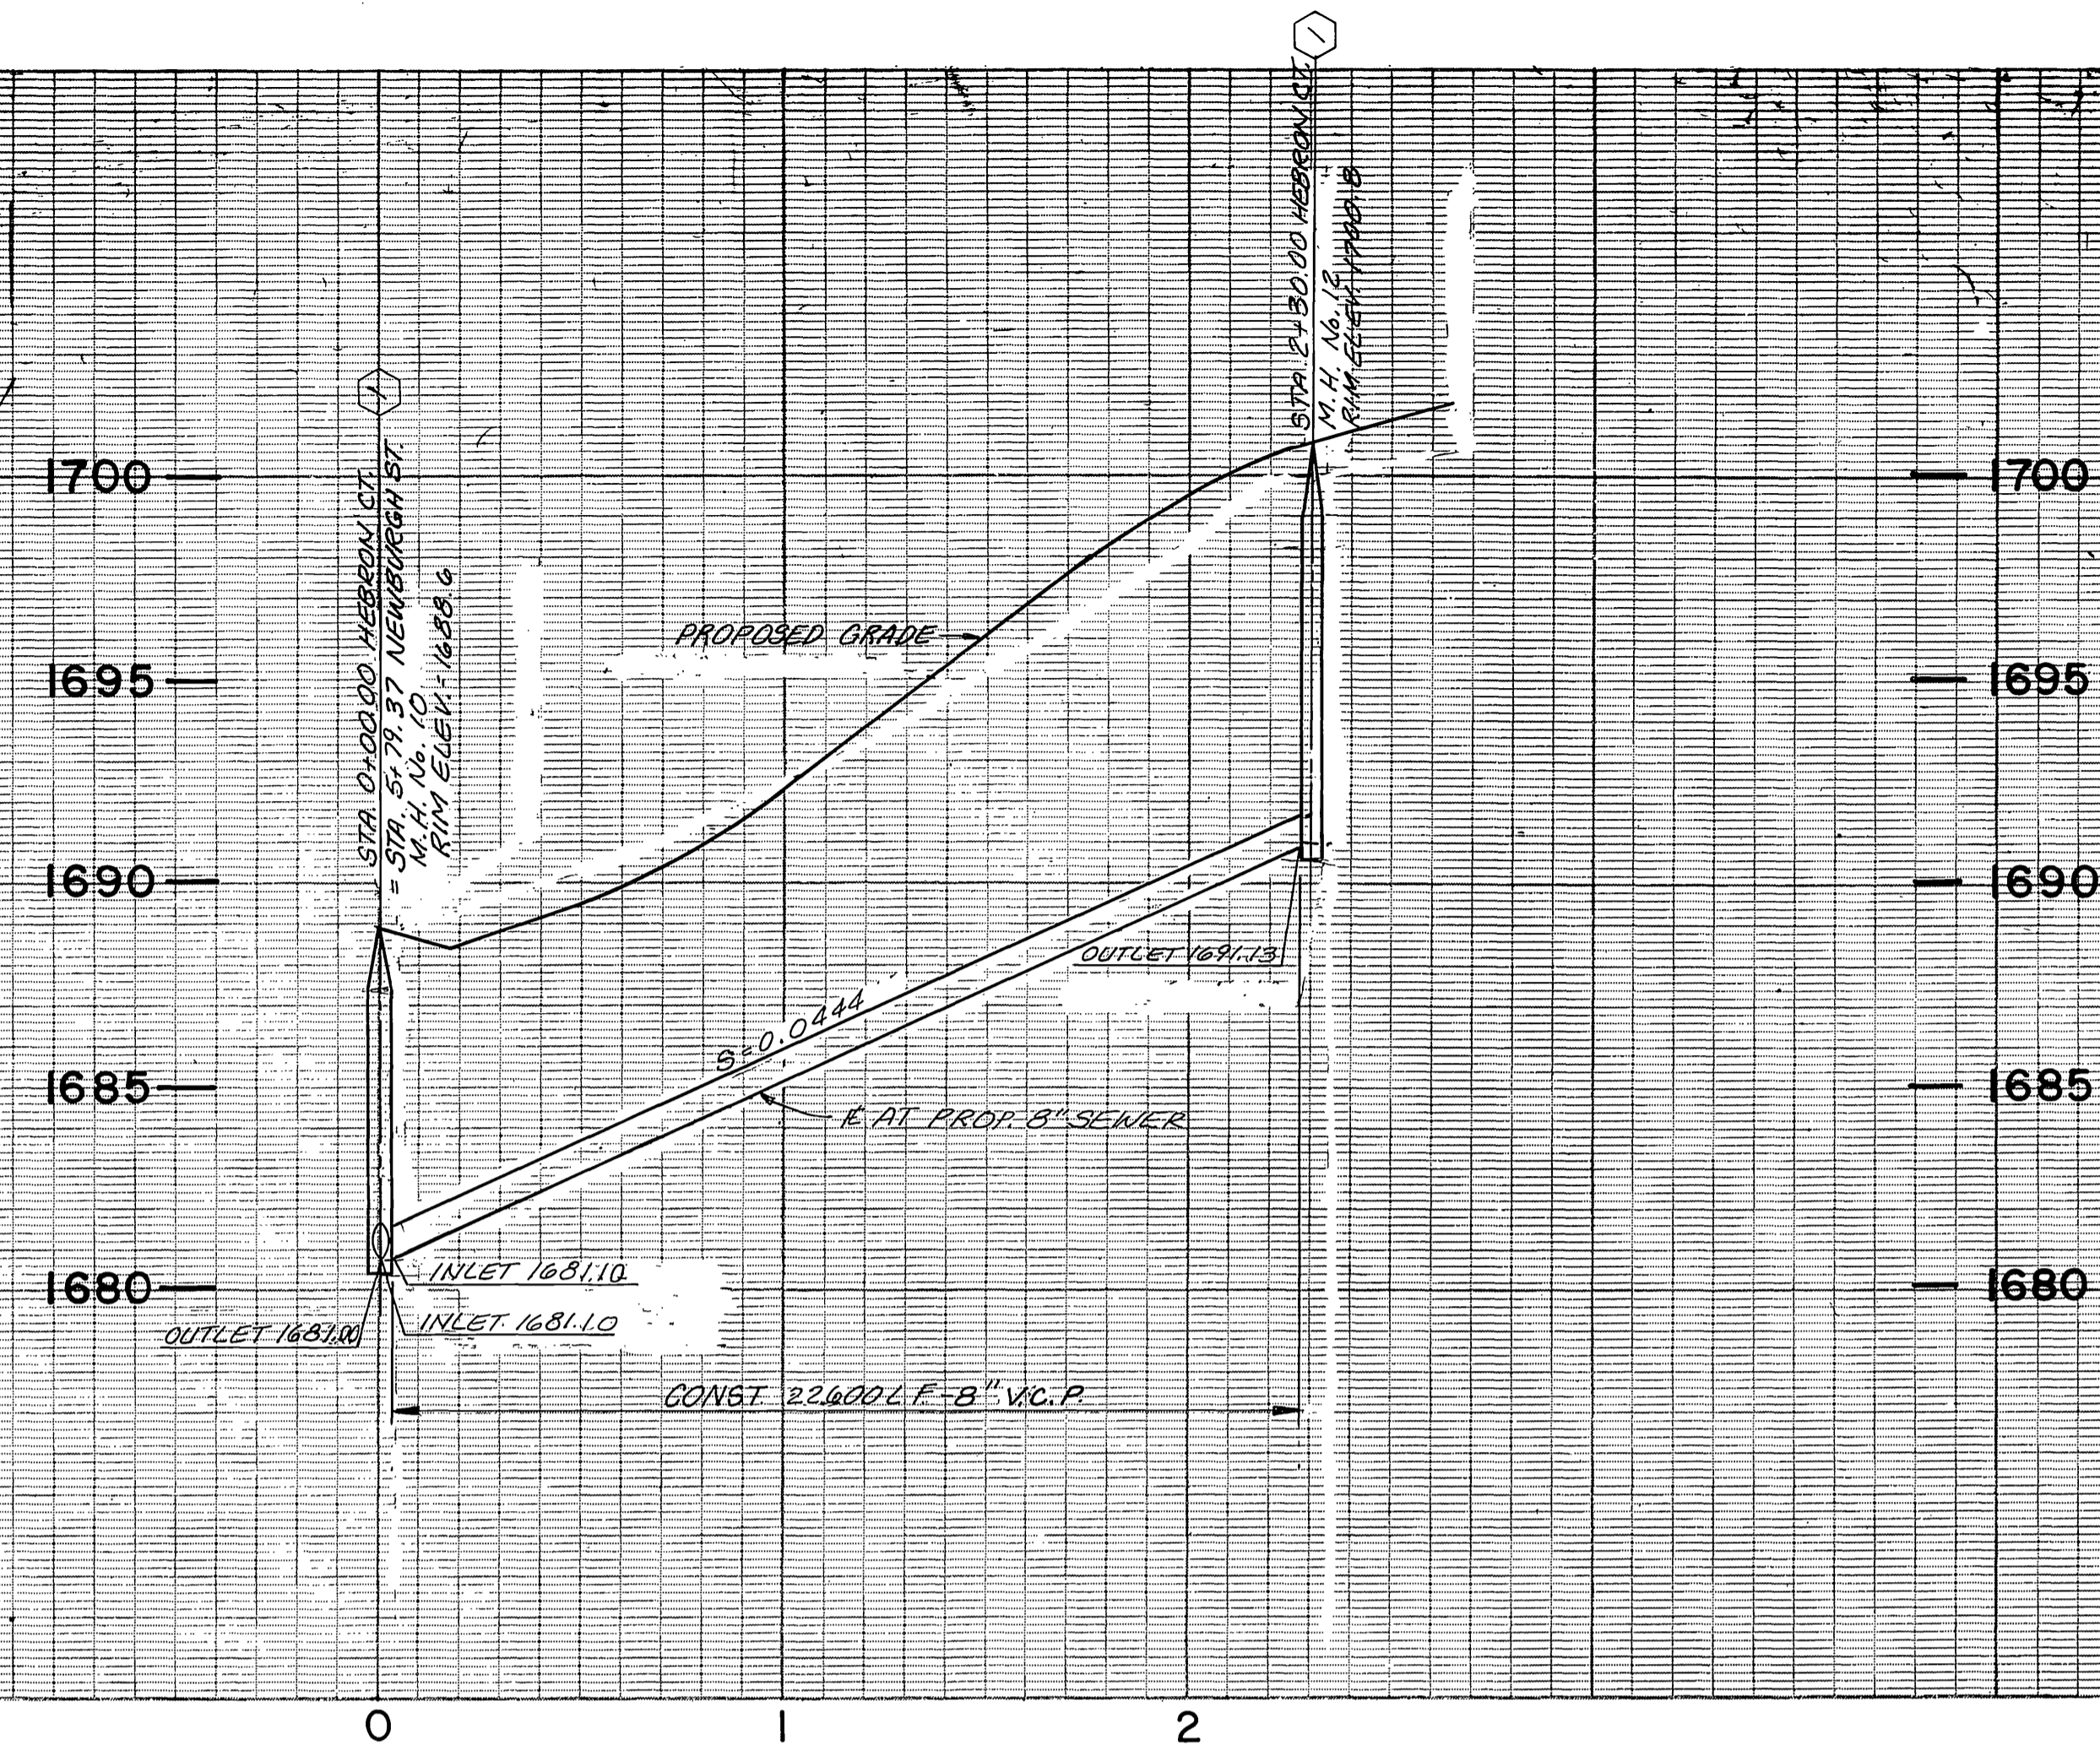 STA. 2+30.00 HEBRON CT.
M.H. No. 12
RIM ELEV. 1700.8
1
STA. 0+00.00 HEBRON CT.
= STA. 5+79.37 NEWBURGH ST.
M.H. No. 10
RIM ELEV. = 1688.6
1700
1700
PROPOSED GRADE
1695
1695
1690
1690
OUTLET 1691.13
S=0.0444
1685
1685
AT PROP. 8" SEWER
1680
1680
INLET 1681.10
INLET 1681.10
OUTLET 1681.00
CONST. 226.00 L.F. - 8" V.C.P.
0
1
2